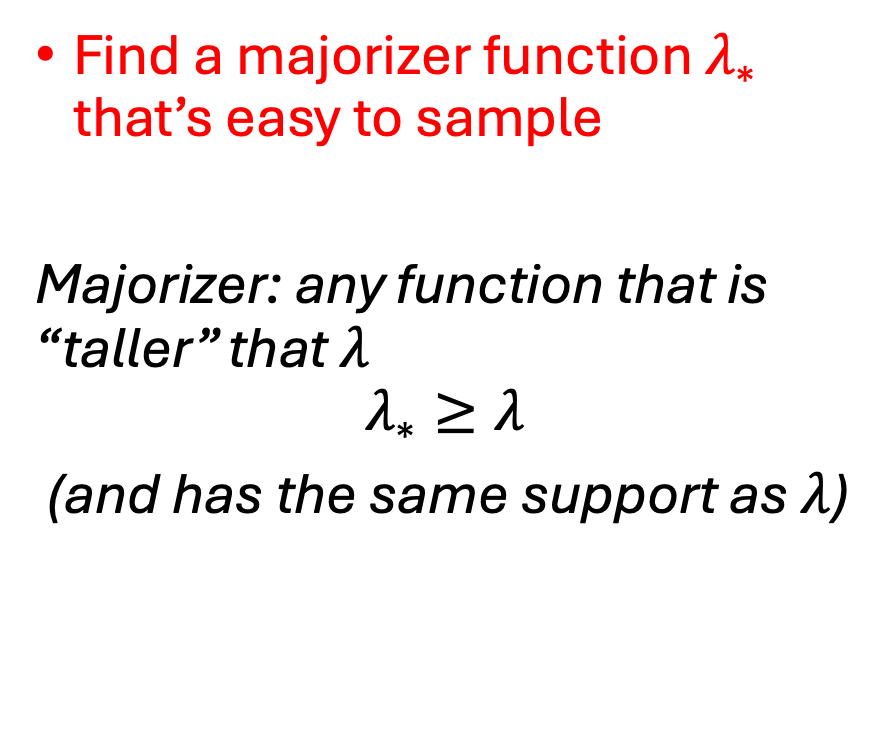 • Find a majorizer function λ*
that’s easy to sample
Majorizer: any function that is
“taller” that λ
λ* ≥ λ
(and has the same support as λ)